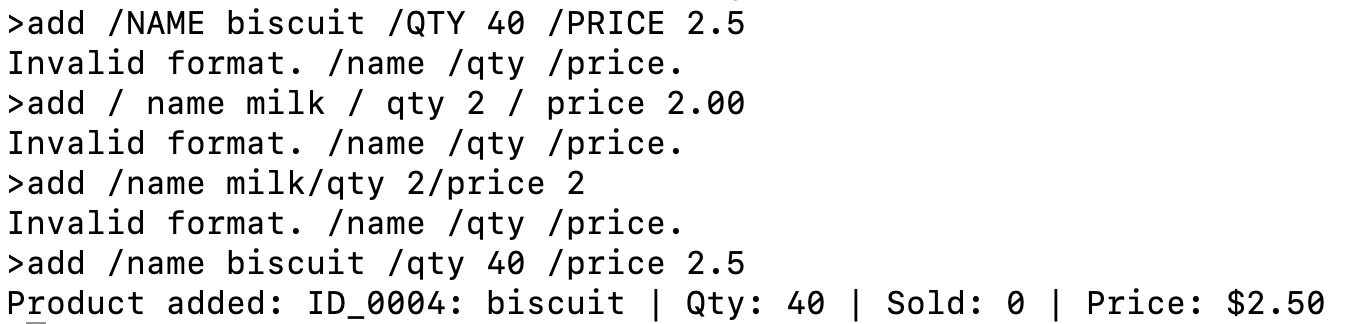 >add /NAME biscuit /QTY 40 /PRICE 2.5
Invalid format. /name /qty /price.
>add / name milk / qty 2 / price 2.00
Invalid format. /name /qty /price.
>add /name milk/qty 2/price 2
Invalid format. /name /qty /price.
>add /name biscuit /qty 40 /price 2.5
Product added: ID_0004: biscuit | Qty: 40 | Sold: 0 | Price: $2.50